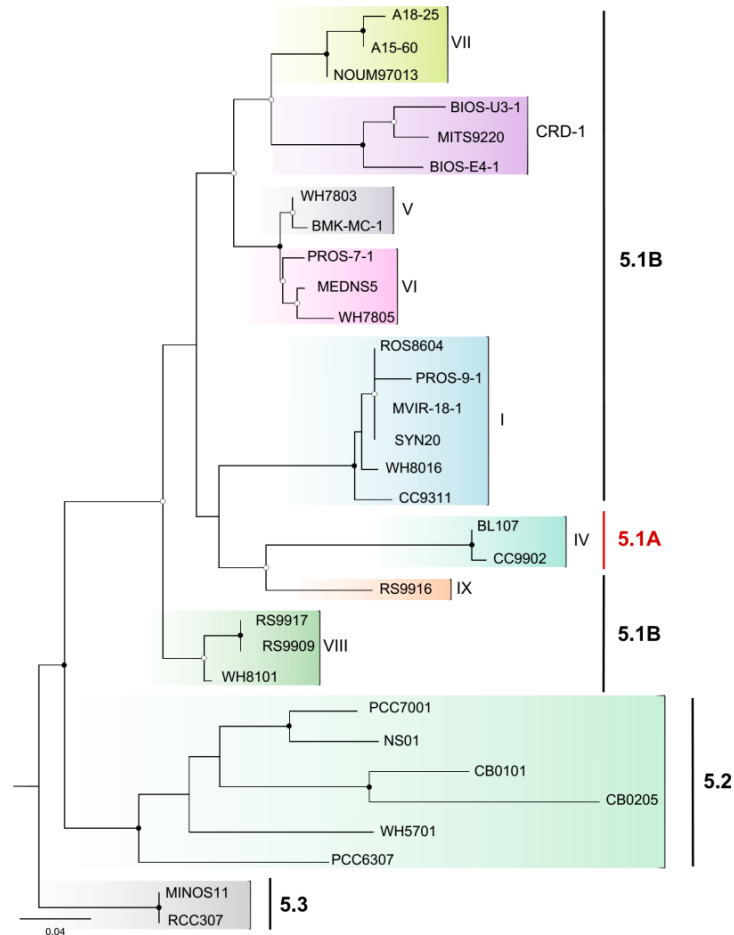 A18-25
A15-60
VII
NOUM97013
BIOS-U3-1
MITS9220
CRD-1
BIOS-E4-1
WH7803
V
BMK-MC-1
PROS-7-1
MEDNS5
VI
WH7805
5.1B
ROS8604
PROS-9-1
MVIR-18-1
I
SYN20
WH8016
CC9311
BL107
IV
5.1A
CC9902
RS9916
IX
RS9917
RS9909
VIII
5.1B
WH8101
PCC7001
NS01
CB0101
CB0205
5.2
WH5701
PCC6307
MINOS11
5.3
RCC307
0.04